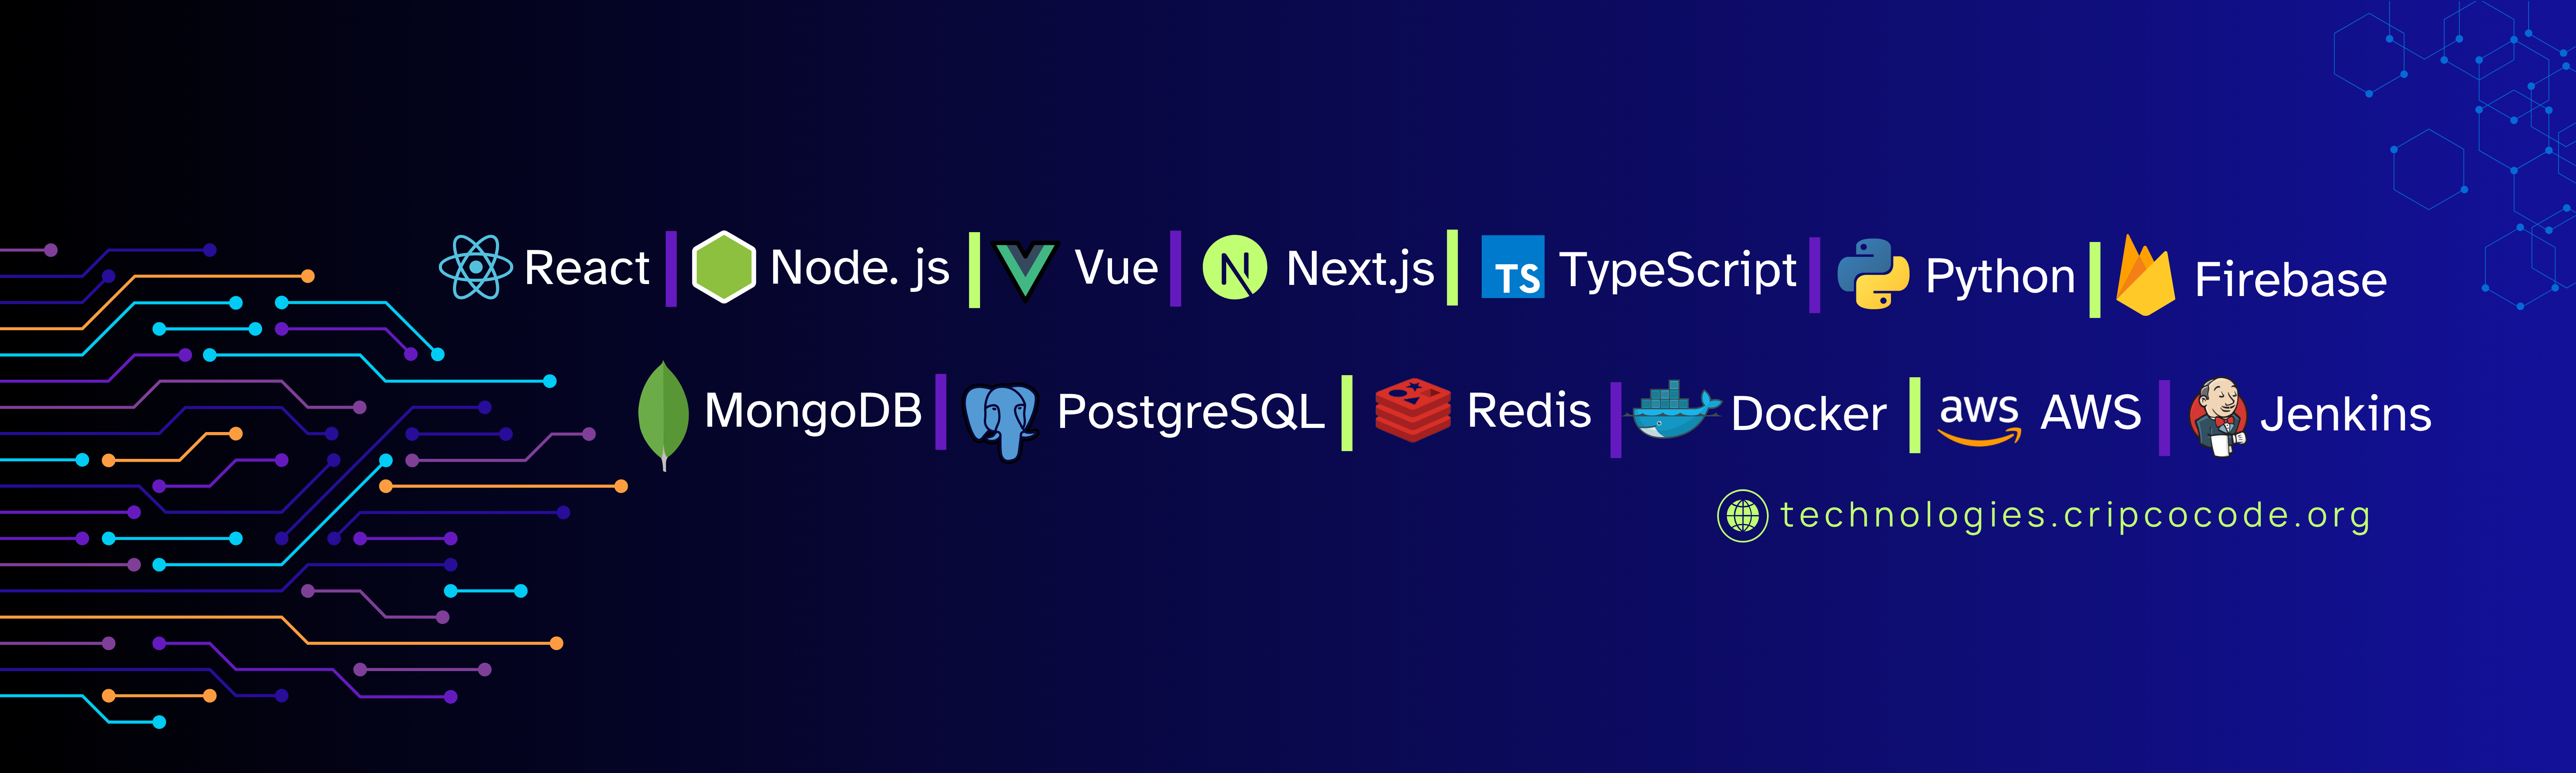 React Node. js Vue Next.js TS TypeScript Python Firebase
MongoDB PostgreSQL Redis Docker aws AWS Jenkins
technologies.cripcocode.org